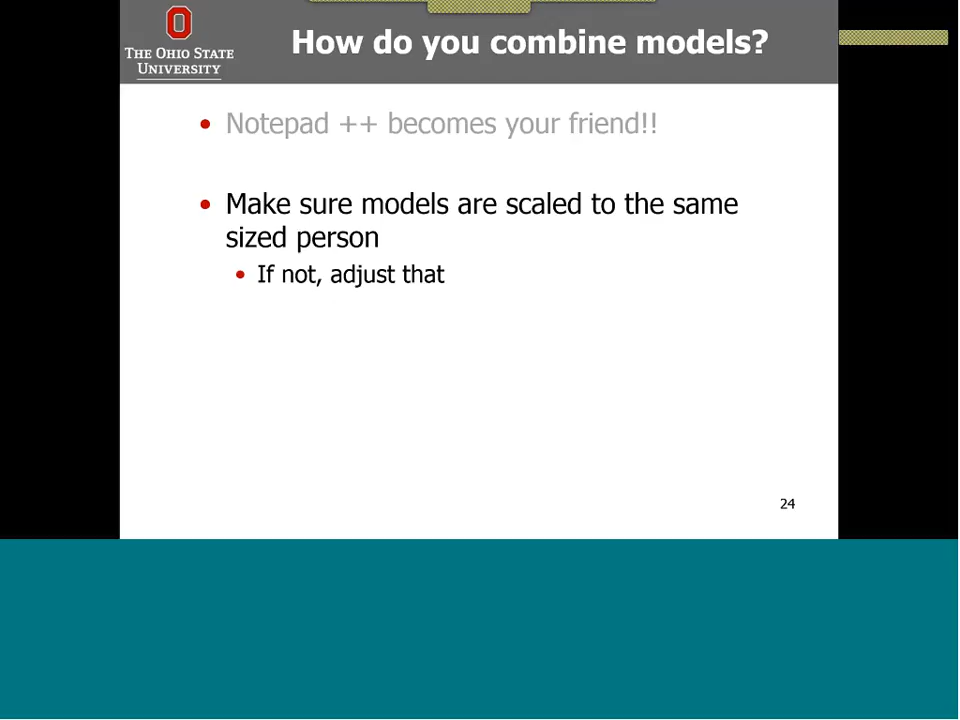 THE OHIO STATE
UNIVERSITY
How do you combine models?
• Notepad ++ becomes your friend!!
• Make sure models are scaled to the same
sized person
• If not, adjust that
24